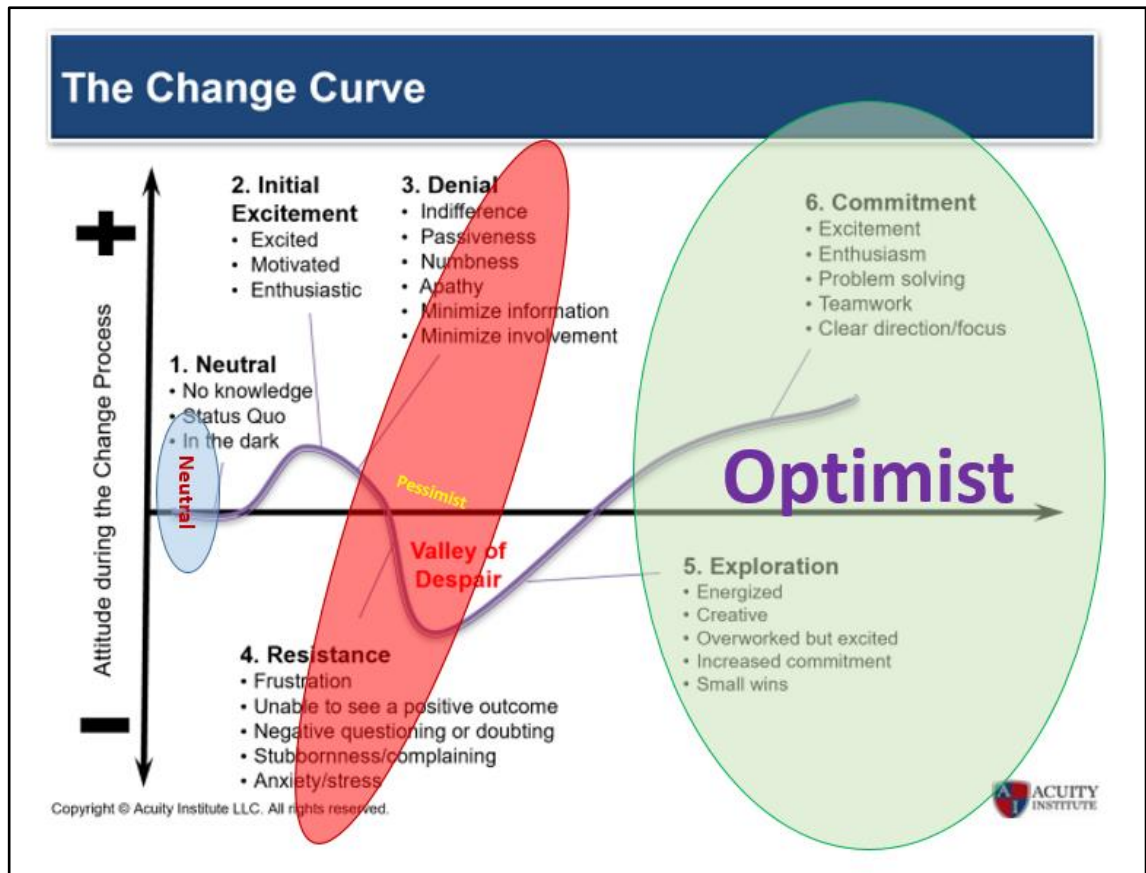 The Change Curve
2. Initial
Excitement
• Excited
• Motivated
• Enthusiastic
3. Denial
• Indifference
• Passiveness
• Numbness
• Apathy
• Minimize information
• Minimize involvement
6. Commitment
• Excitement
• Enthusiasm
• Problem solving
• Teamwork
• Clear direction/focus
Attitude during the Change Process
1. Neutral
• No knowledge
• Status Quo
• In the dark
Neutral
Pessimist
Optimist
Valley of
Despair
5. Exploration
• Energized
• Creative
• Overworked but excited
• Increased commitment
• Small wins
4. Resistance
• Frustration
• Unable to see a positive outcome
• Negative questioning or doubting
• Stubbornness/complaining
• Anxiety/stress
Copyright © Acuity Institute LLC. All rights reserved.
A
I
ACUITY
INSTITUTE